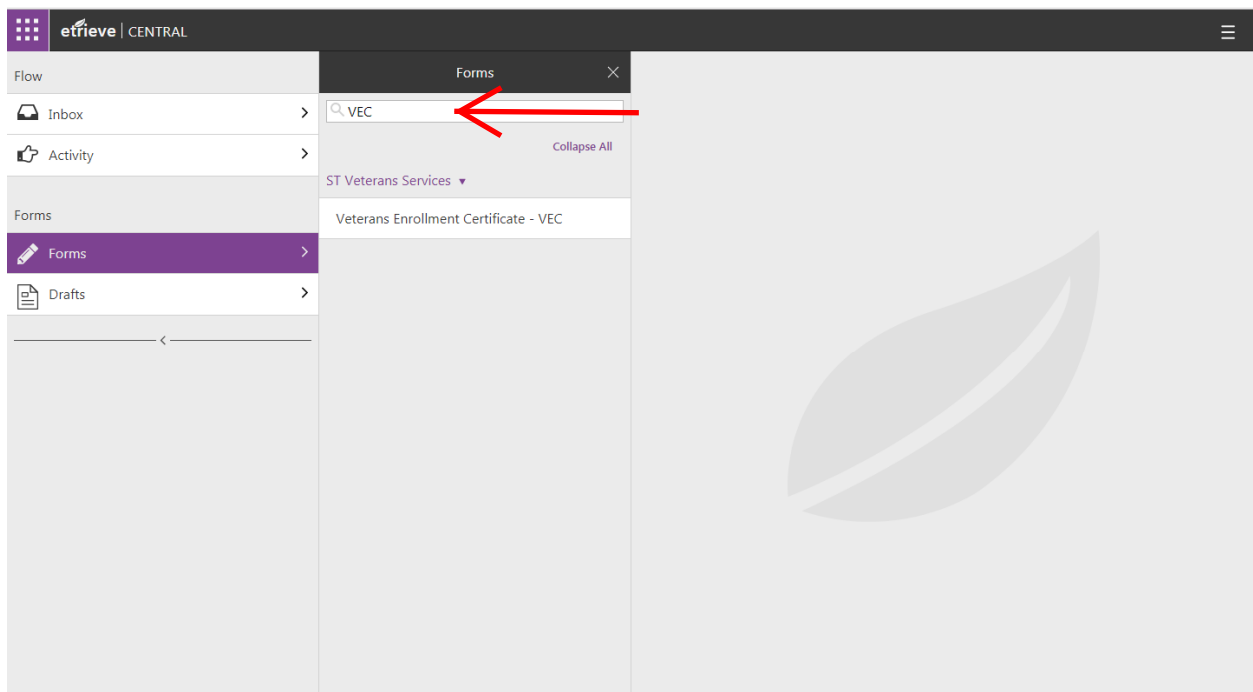 etrieve | CENTRAL
Flow
Inbox
Activity
Forms
Forms
Drafts
Forms
VEC
Collapse All
ST Veterans Services
Veterans Enrollment Certificate - VEC